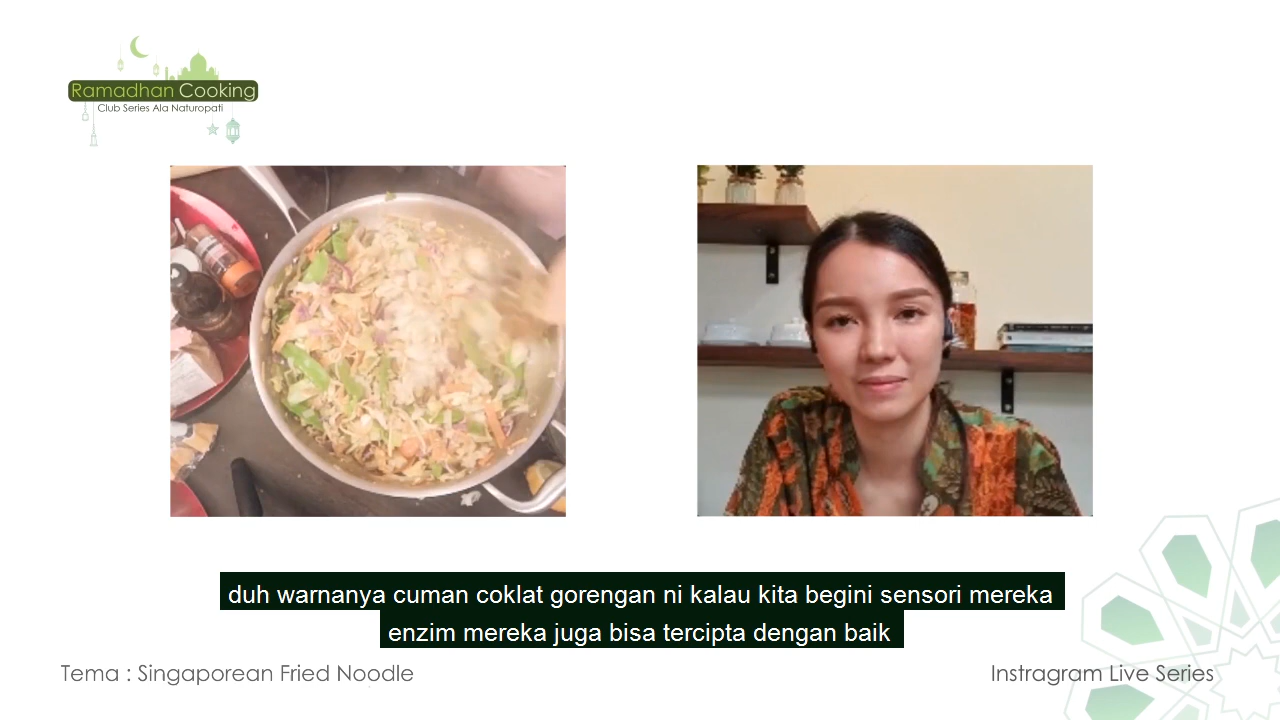 Ramadhan Cooking
Club Series Ala Naturopati
duh warnanya cuman coklat gorengan ni kalau kita begini sensori mereka
enzim mereka juga bisa tercipta dengan baik
Tema : Singaporean Fried Noodle
Instragram Live Series